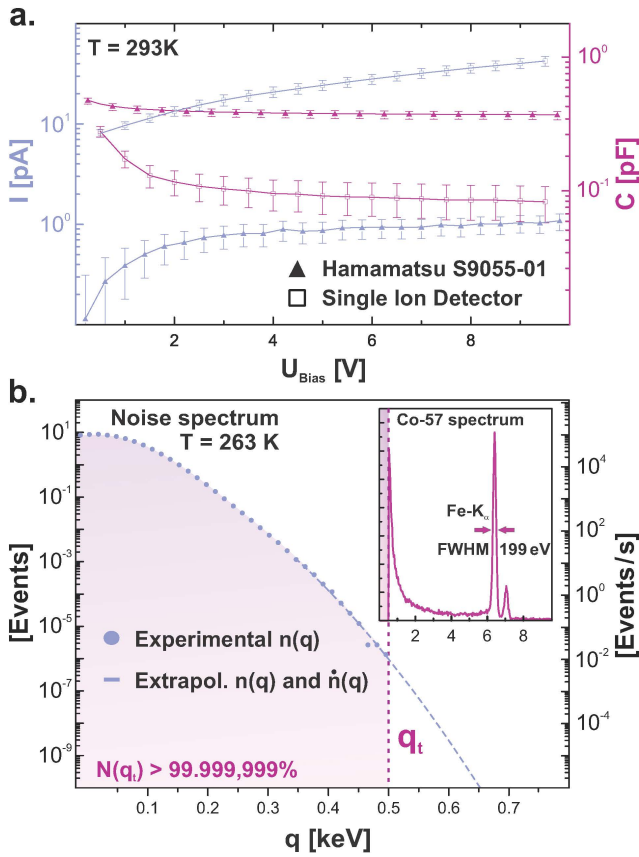 a.
T = 293K
10¹
10⁰
I [pA]
10⁰
10⁻¹
C [pF]
Hamamatsu S9055-01
Single Ion Detector
2 4 6 8
U_Bias [V]
b.
Noise spectrum
T = 263 K
10¹
10⁻¹
10⁻³
10⁻⁵
10⁻⁷
10⁻⁹
[Events]
Co-57 spectrum
Fe-K_α
FWHM 199 eV
2 4 6 8 10
10⁴
10²
10⁰
10⁻²
10⁻⁴
[Events/s]
Experimental n(q)
Extrapol. n(q) and ṅ(q)
q_t
N(q_t) > 99.999,999%
0.1 0.2 0.3 0.4 0.5 0.6 0.7
q [keV]